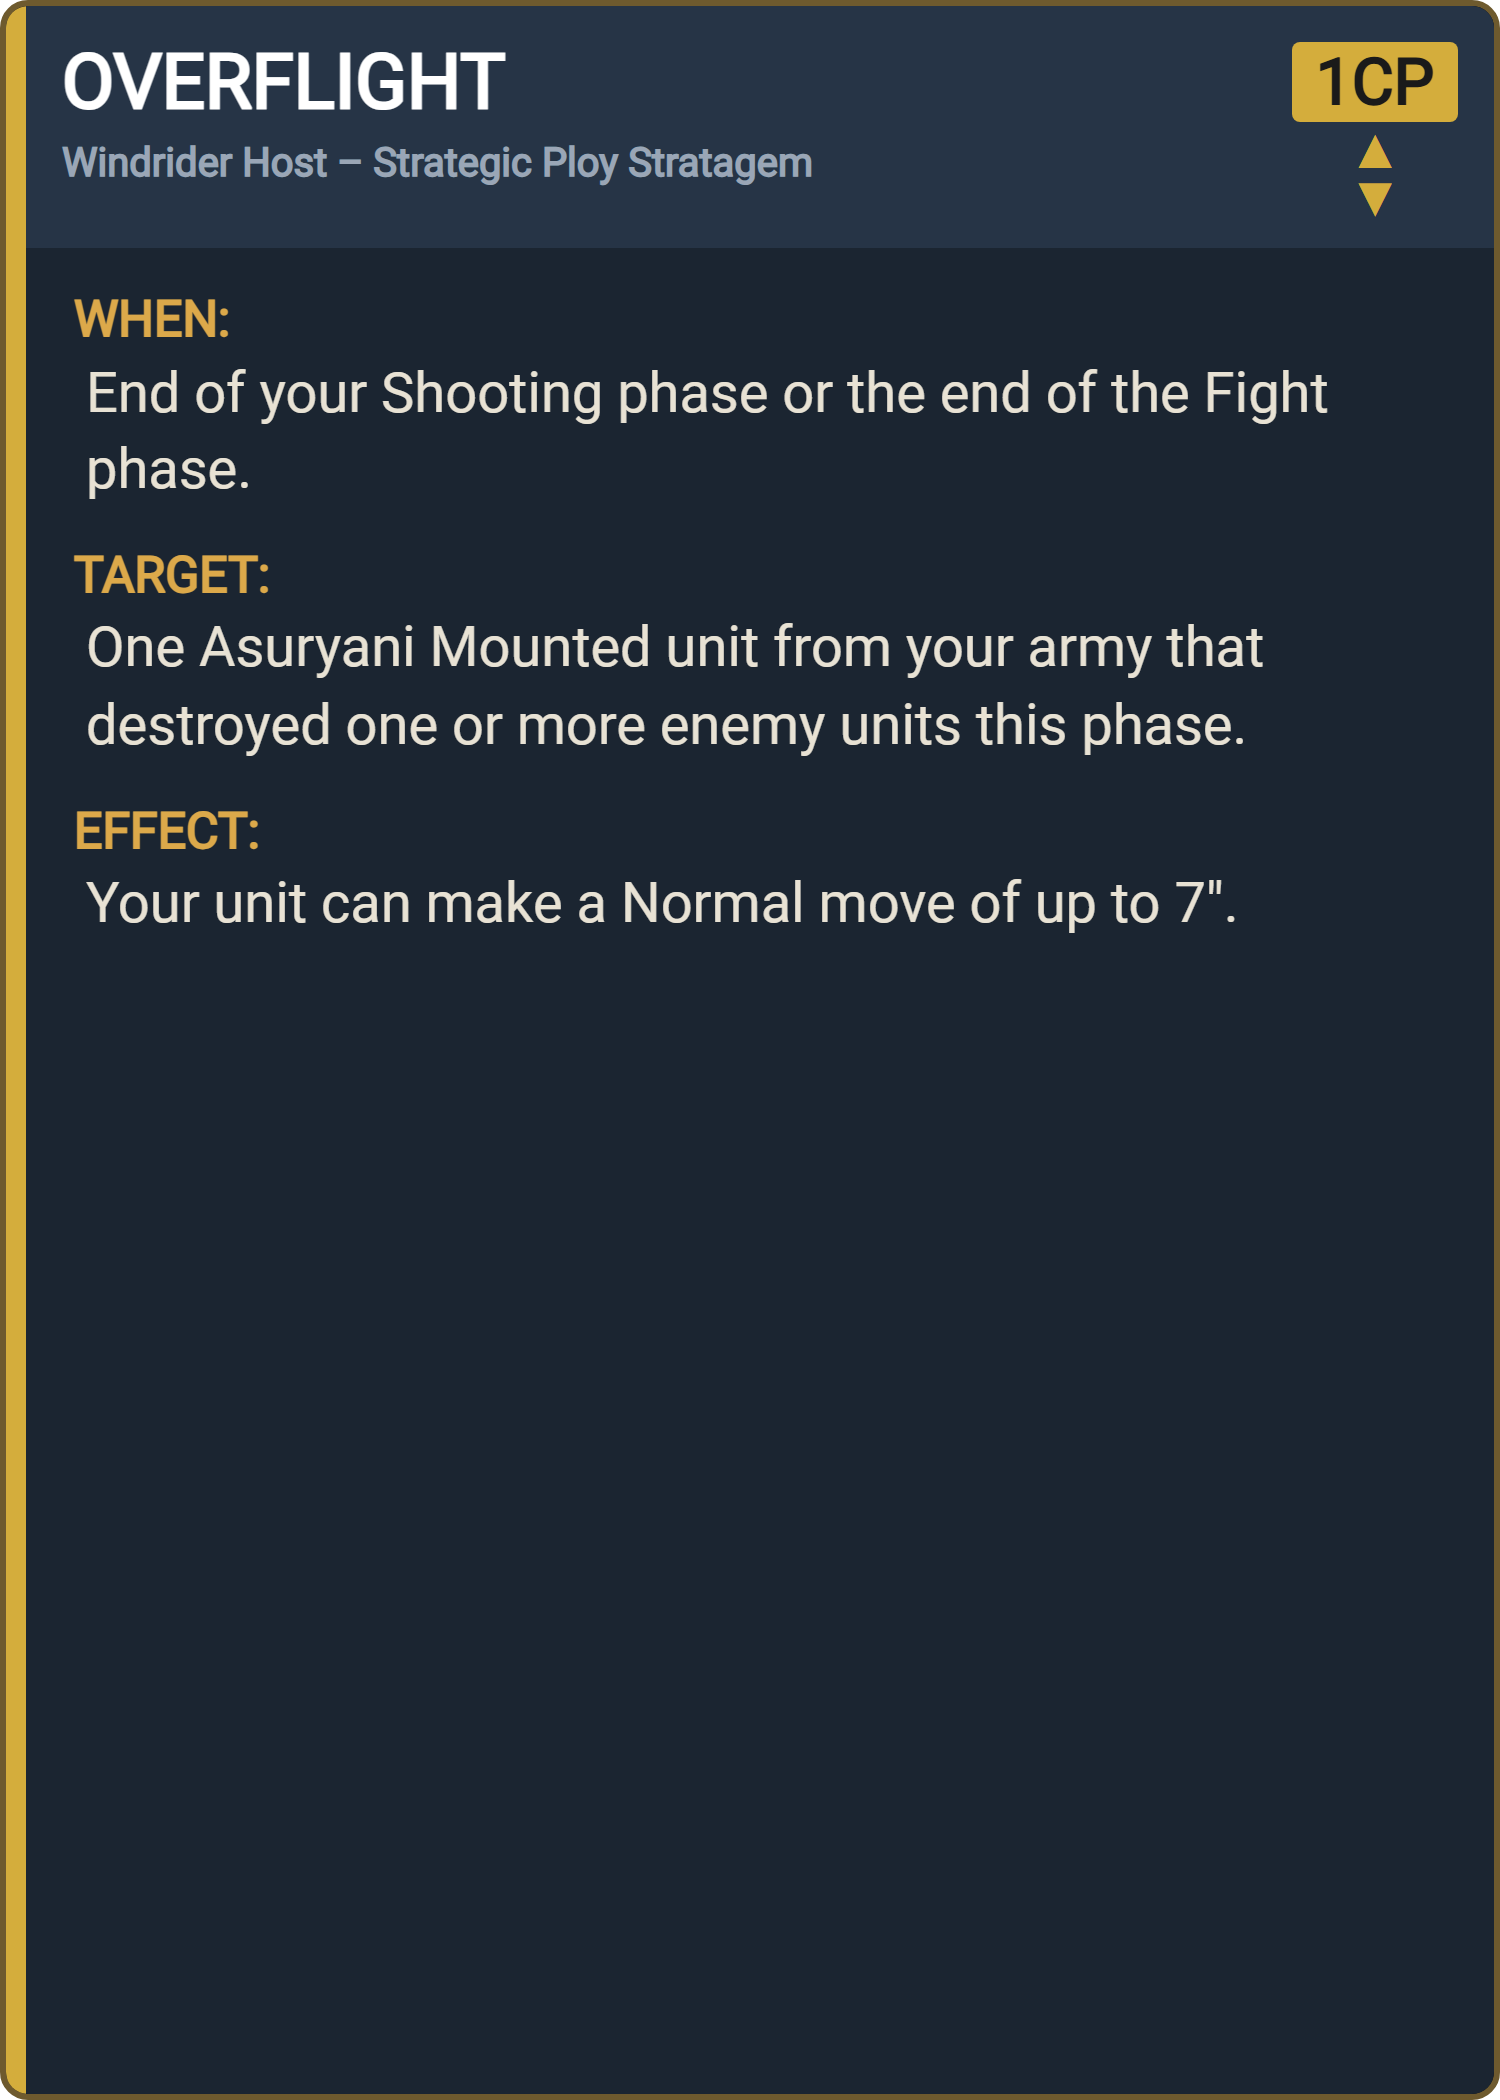 OVERFLIGHT
1CP
Windrider Host – Strategic Ploy Stratagem
WHEN:
End of your Shooting phase or the end of the Fight
phase.
TARGET:
One Asuryani Mounted unit from your army that
destroyed one or more enemy units this phase.
EFFECT:
Your unit can make a Normal move of up to 7".